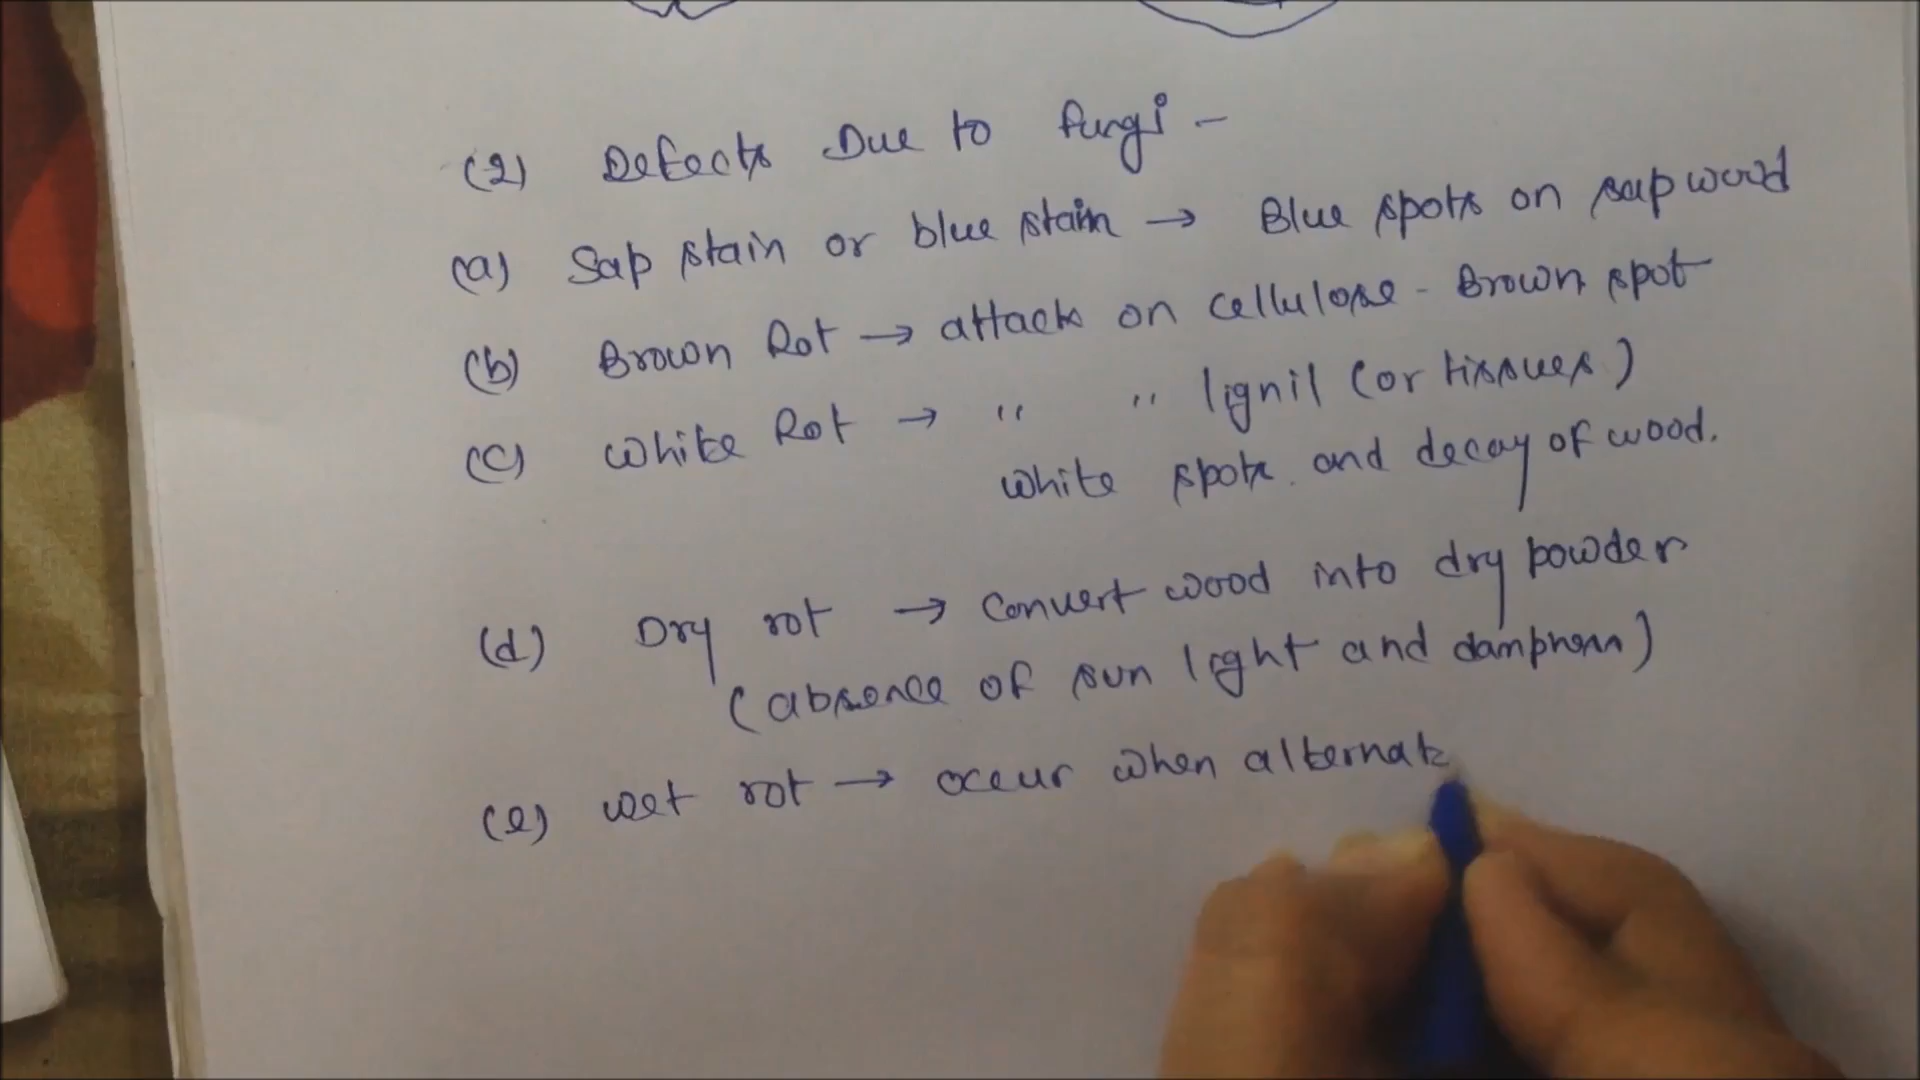 (2) Defects Due to fungi -
(a) Sap stain or blue stain → Blue spots on sap wood
(b) Brown Rot → attack on cellulose - Brown spot
(c) White Rot → " " lignil (or tissues)
White spots and decay of wood.
(d) Dry rot → Convert wood into dry powder
(absence of sun light and dampness)
(e) wet rot → occur when alternate